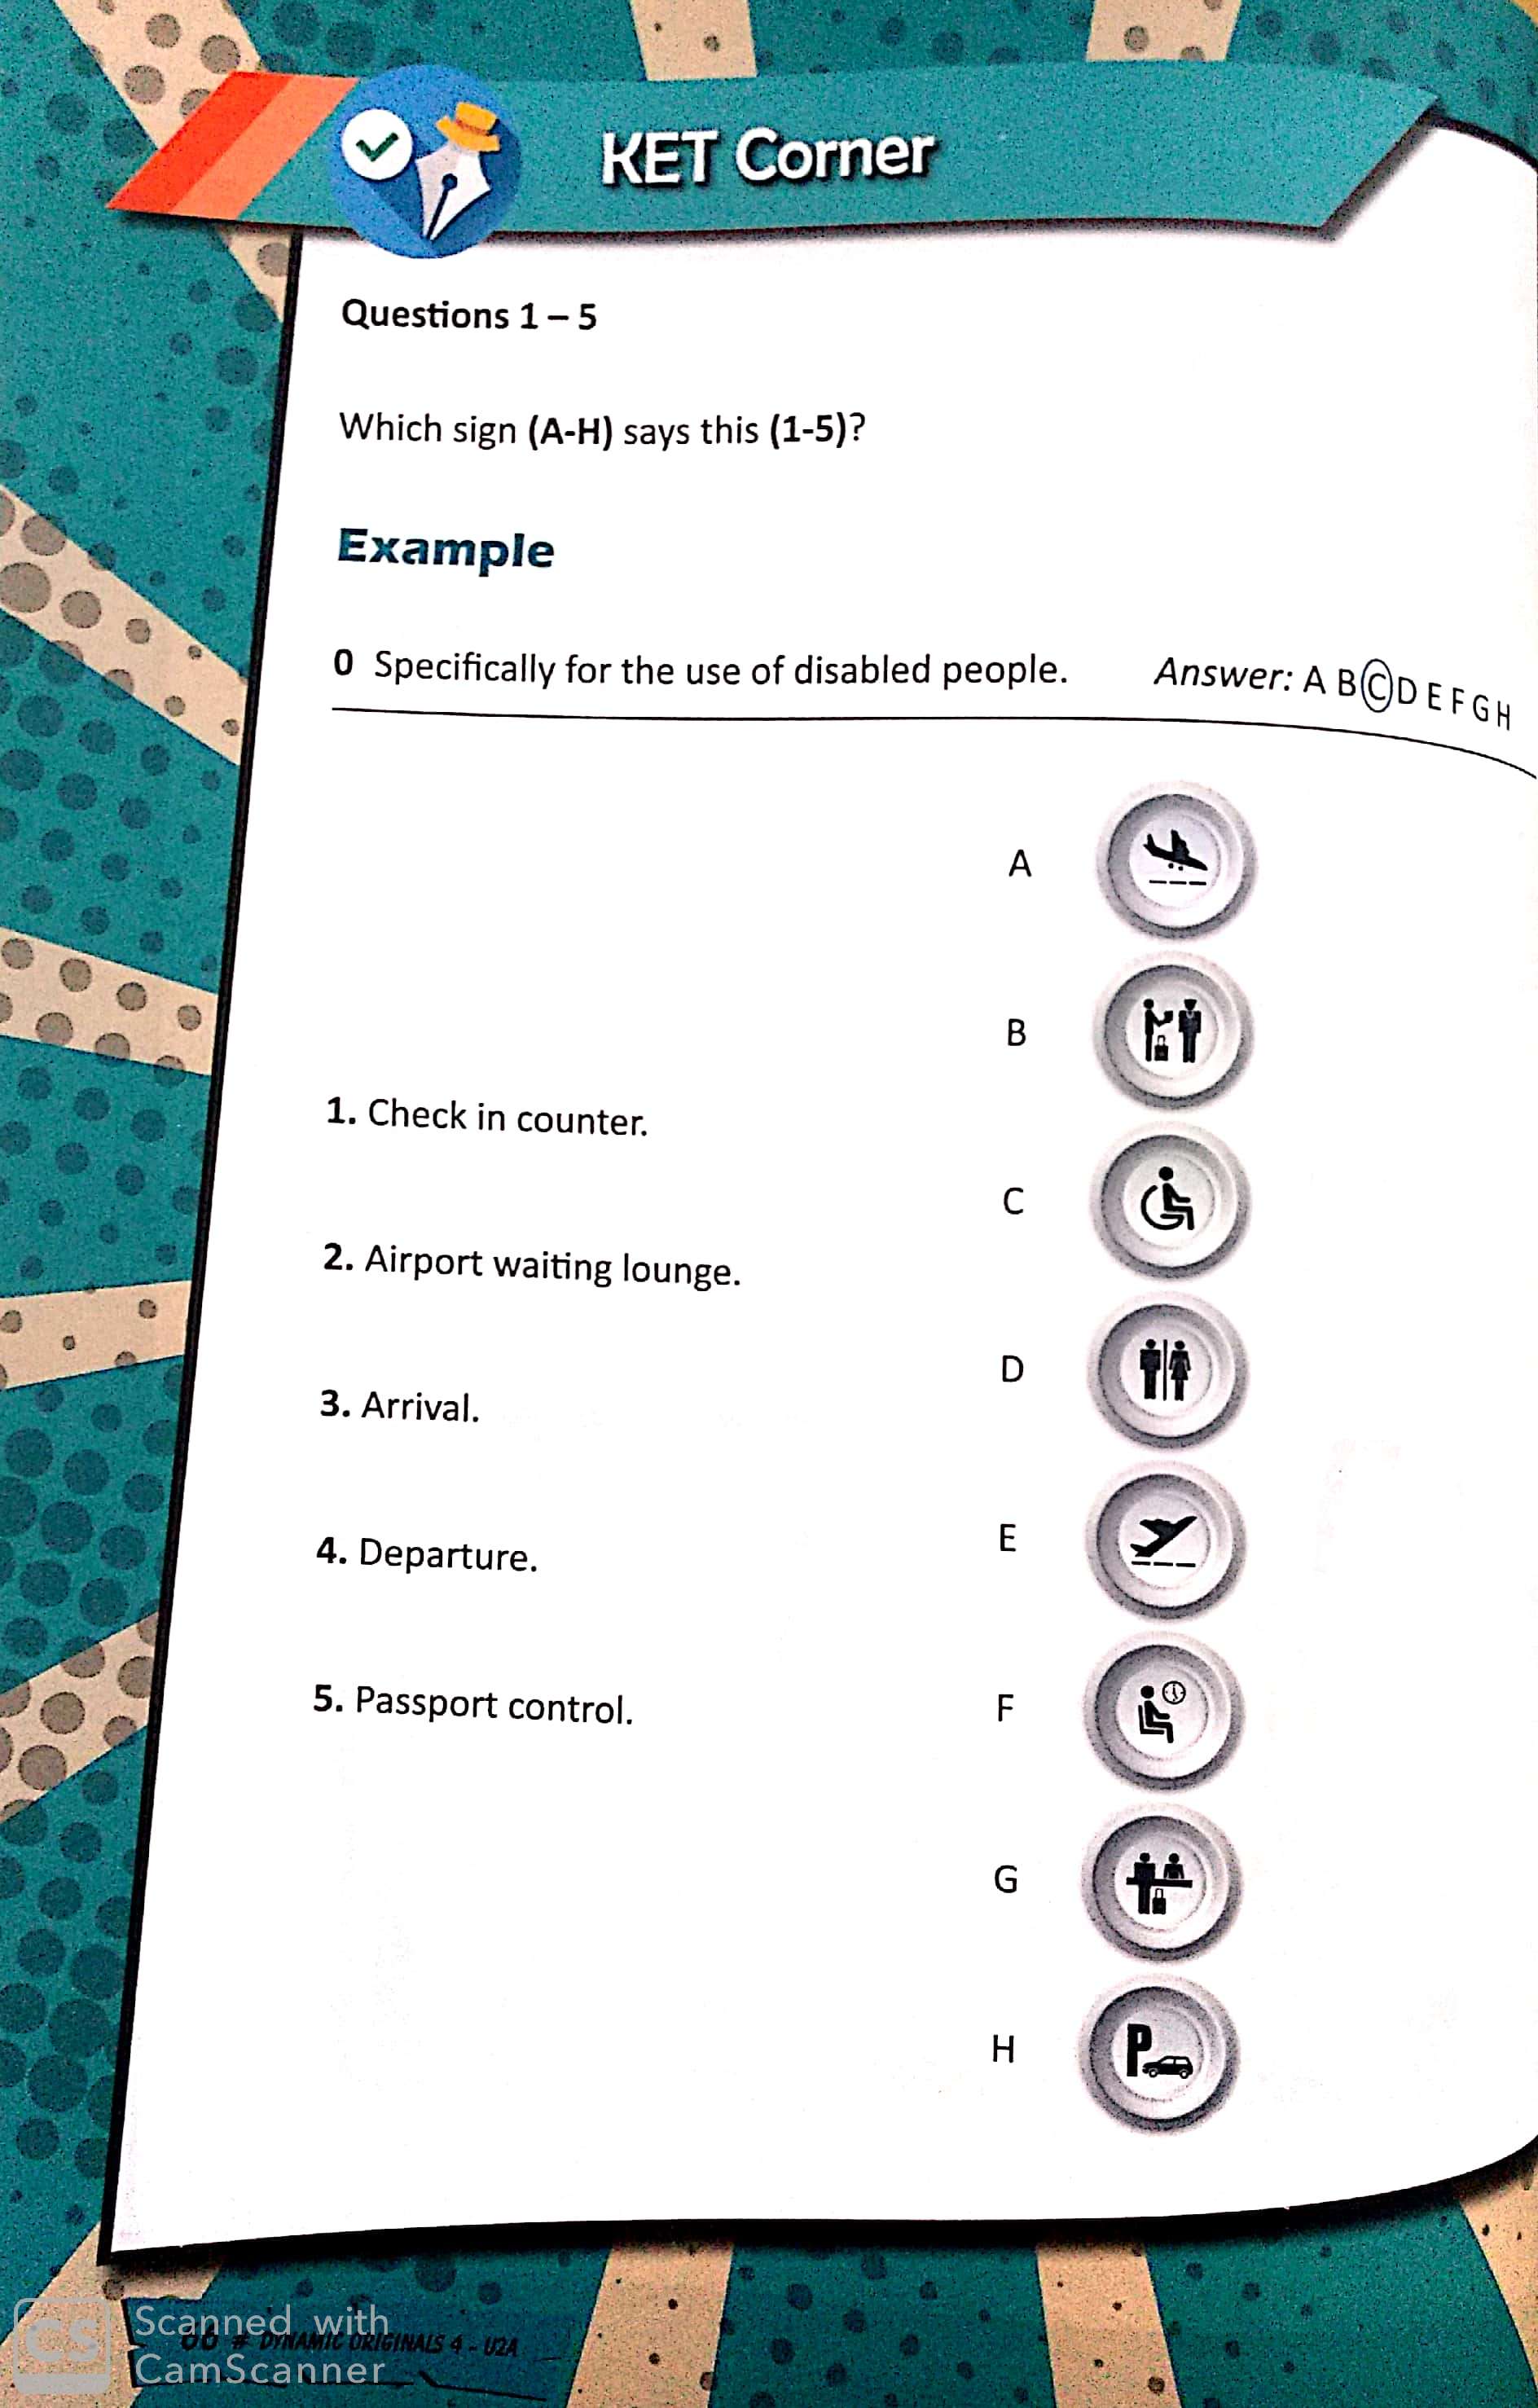 KET Corner
Questions 1 – 5
Which sign (A-H) says this (1-5)?
Example
0 Specifically for the use of disabled people. Answer: A B C D E F G H
A
B
1. Check in counter.
C
2. Airport waiting lounge.
D
3. Arrival.
E
4. Departure.
5. Passport control.
F
G
H
P
DYNAMIC ORIGINALS 4 - U2A
CS
Scanned with
CamScanner